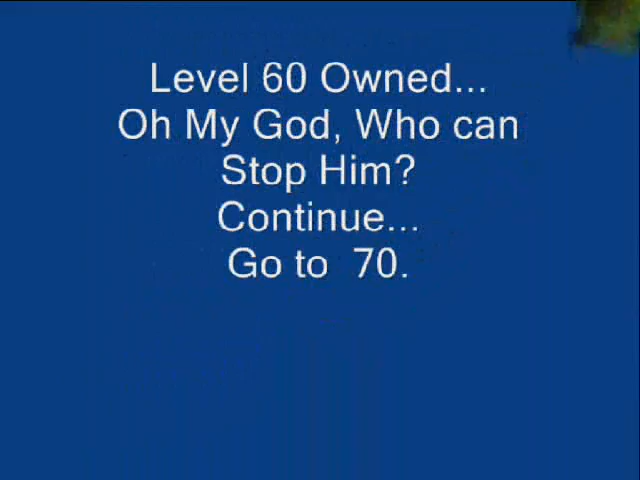 Level 60 Owned...
Oh My God, Who can
Stop Him?
Continue...
Go to  70.